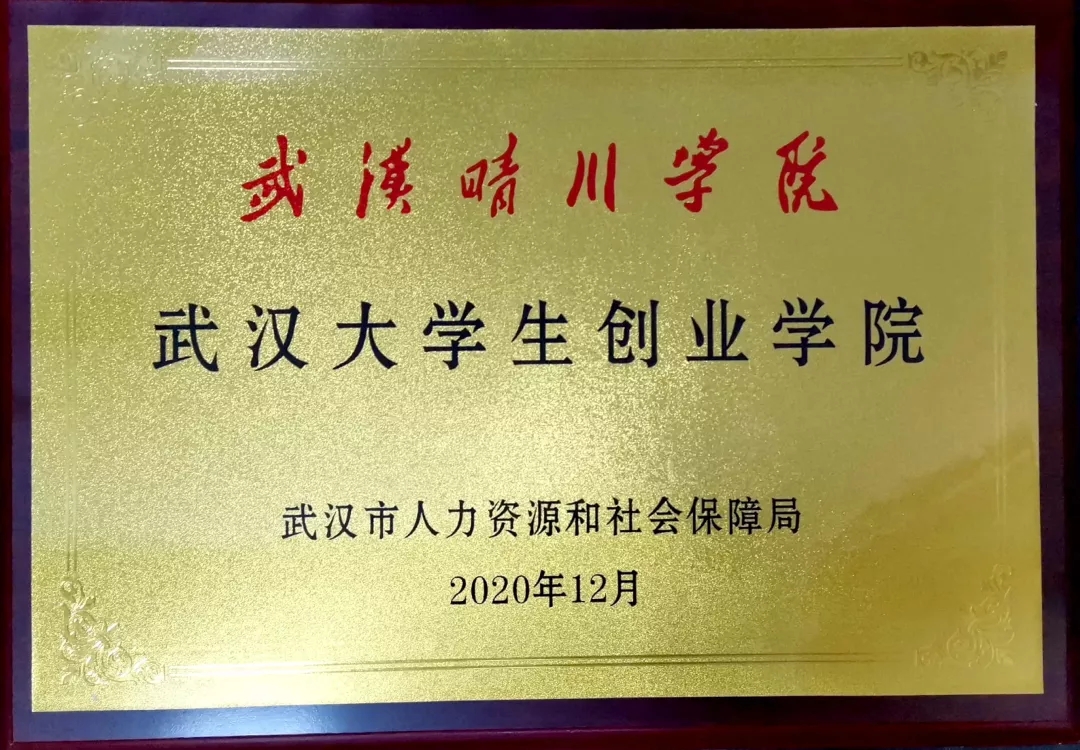 武漢晴川学院
武汉大学生创业学院
武汉市人力资源和社会保障局
2020年12月